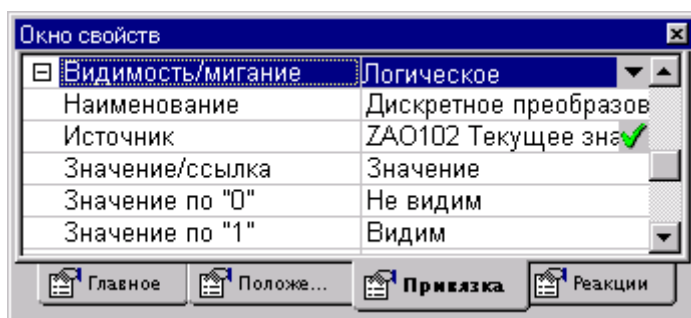 Окно свойств
Видимость/мигание Логическое
Наименование Дискретное преобразов
Источник ZAO102 Текущее зна
Значение/ссылка Значение
Значение по "0" Не видим
Значение по "1" Видим
Главное Положе... Привязка Реакции